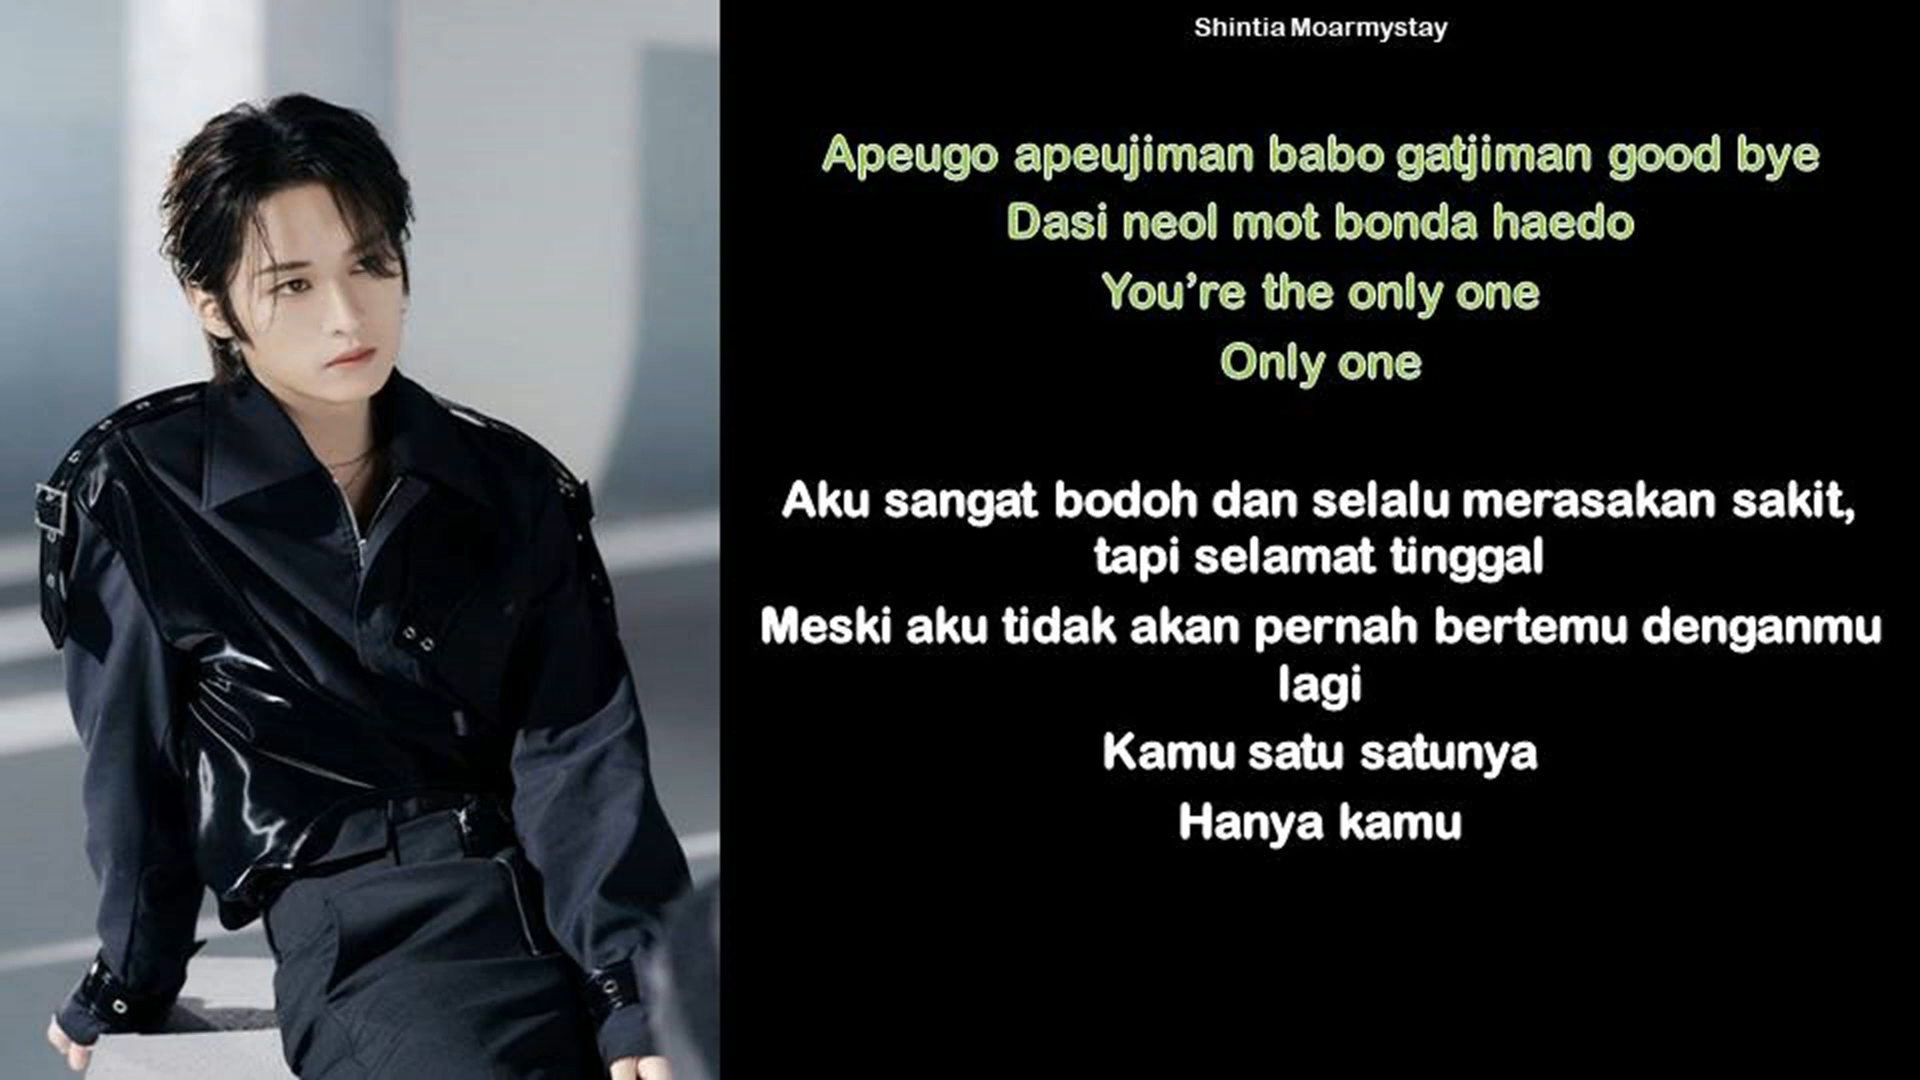 Shintia Moarmystay
Apeugo apeujiman babo gatjiman good bye
Dasi neol mot bonda haedo
You’re the only one
Only one
Aku sangat bodoh dan selalu merasakan sakit,
tapi selamat tinggal
Meski aku tidak akan pernah bertemu denganmu
lagi
Kamu satu satunya
Hanya kamu